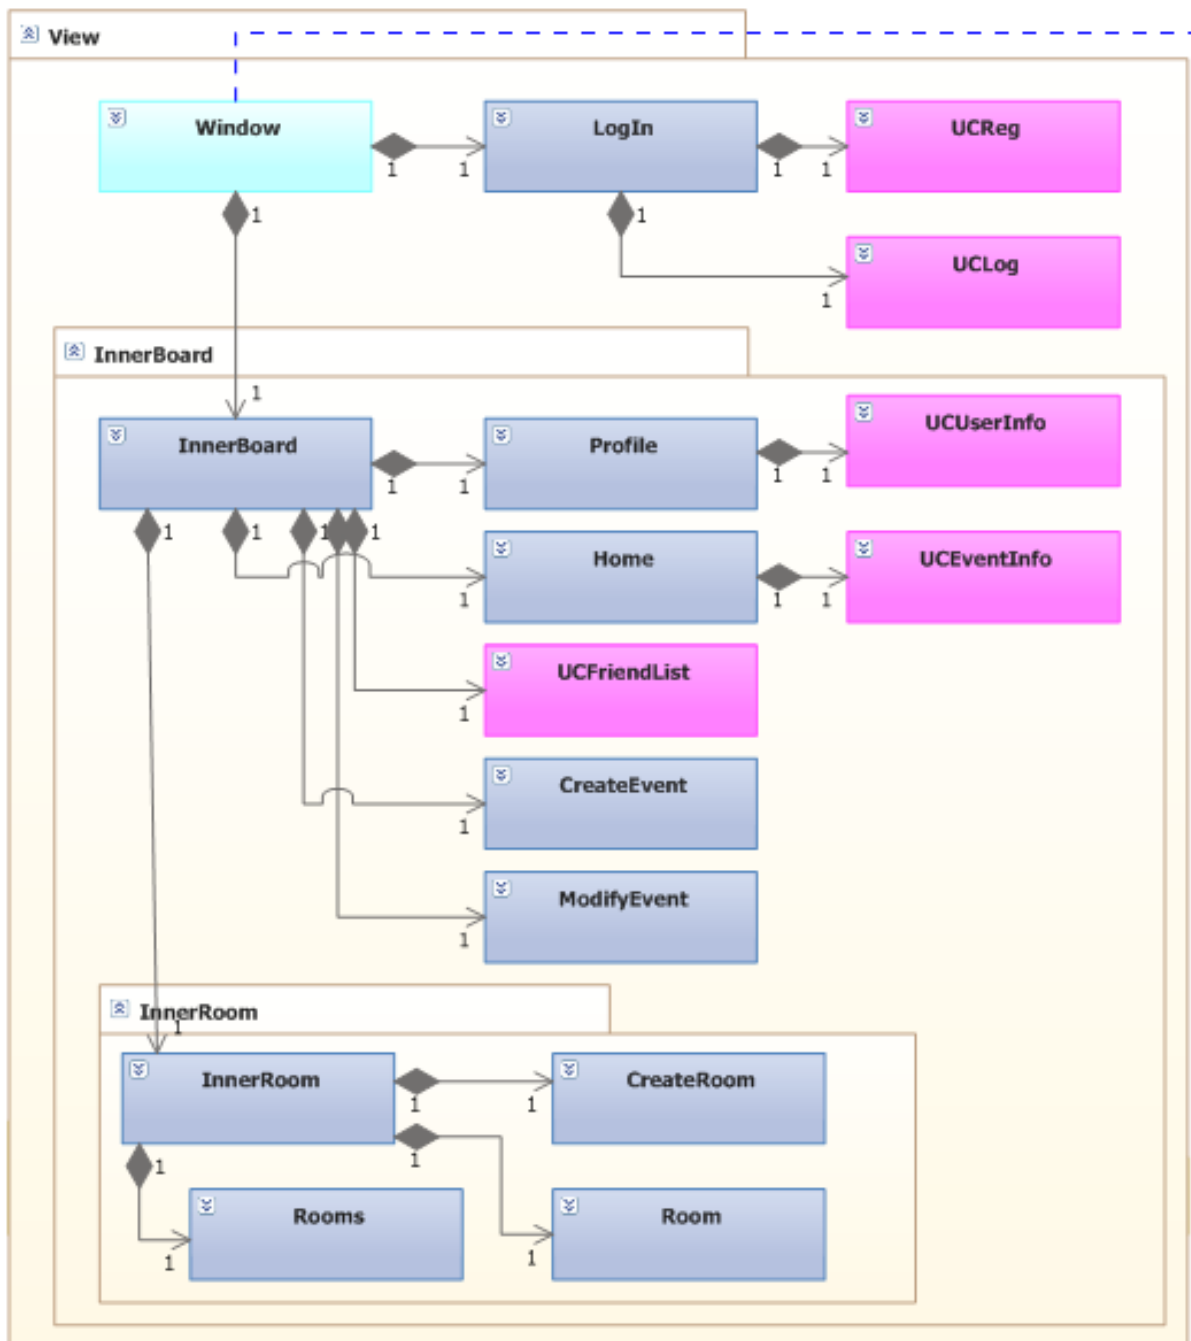 View
Window
LogIn
UCReg
1
1
1
1
1
1
UCLog
1
InnerBoard
1
InnerBoard
Profile
UCUserInfo
1
1
1
1
1
1
1
1
Home
UCEventInfo
1
1
1
UCFriendList
1
CreateEvent
1
ModifyEvent
1
InnerRoom
1
InnerRoom
CreateRoom
1
1
1
1
Rooms
Room
1
1